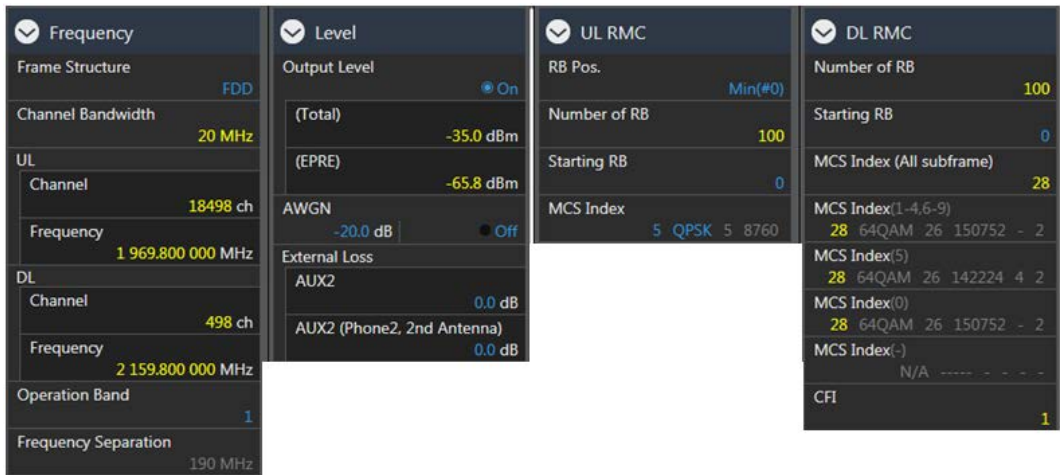 Frequency
Frame Structure
FDD
Channel Bandwidth
20 MHz
UL
Channel
18498 ch
Frequency
1 969.800 000 MHz
DL
Channel
498 ch
Frequency
2 159.800 000 MHz
Operation Band
1
Frequency Separation
190 MHz
Level
Output Level
On
(Total)
-35.0 dBm
(EPRE)
-65.8 dBm
AWGN
-20.0 dB Off
External Loss
AUX2
0.0 dB
AUX2 (Phone2, 2nd Antenna)
0.0 dB
UL RMC
RB Pos.
Min(#0)
Number of RB
100
Starting RB
0
MCS Index
5 QPSK 5 8760
DL RMC
Number of RB
100
Starting RB
0
MCS Index (All subframe)
28
MCS Index(1-4,6-9)
28 64QAM 26 150752 - 2
MCS Index(5)
28 64QAM 26 142224 4 2
MCS Index(0)
28 64QAM 26 150752 - 2
MCS Index(-)
N/A ----- - - - -
CFI
1